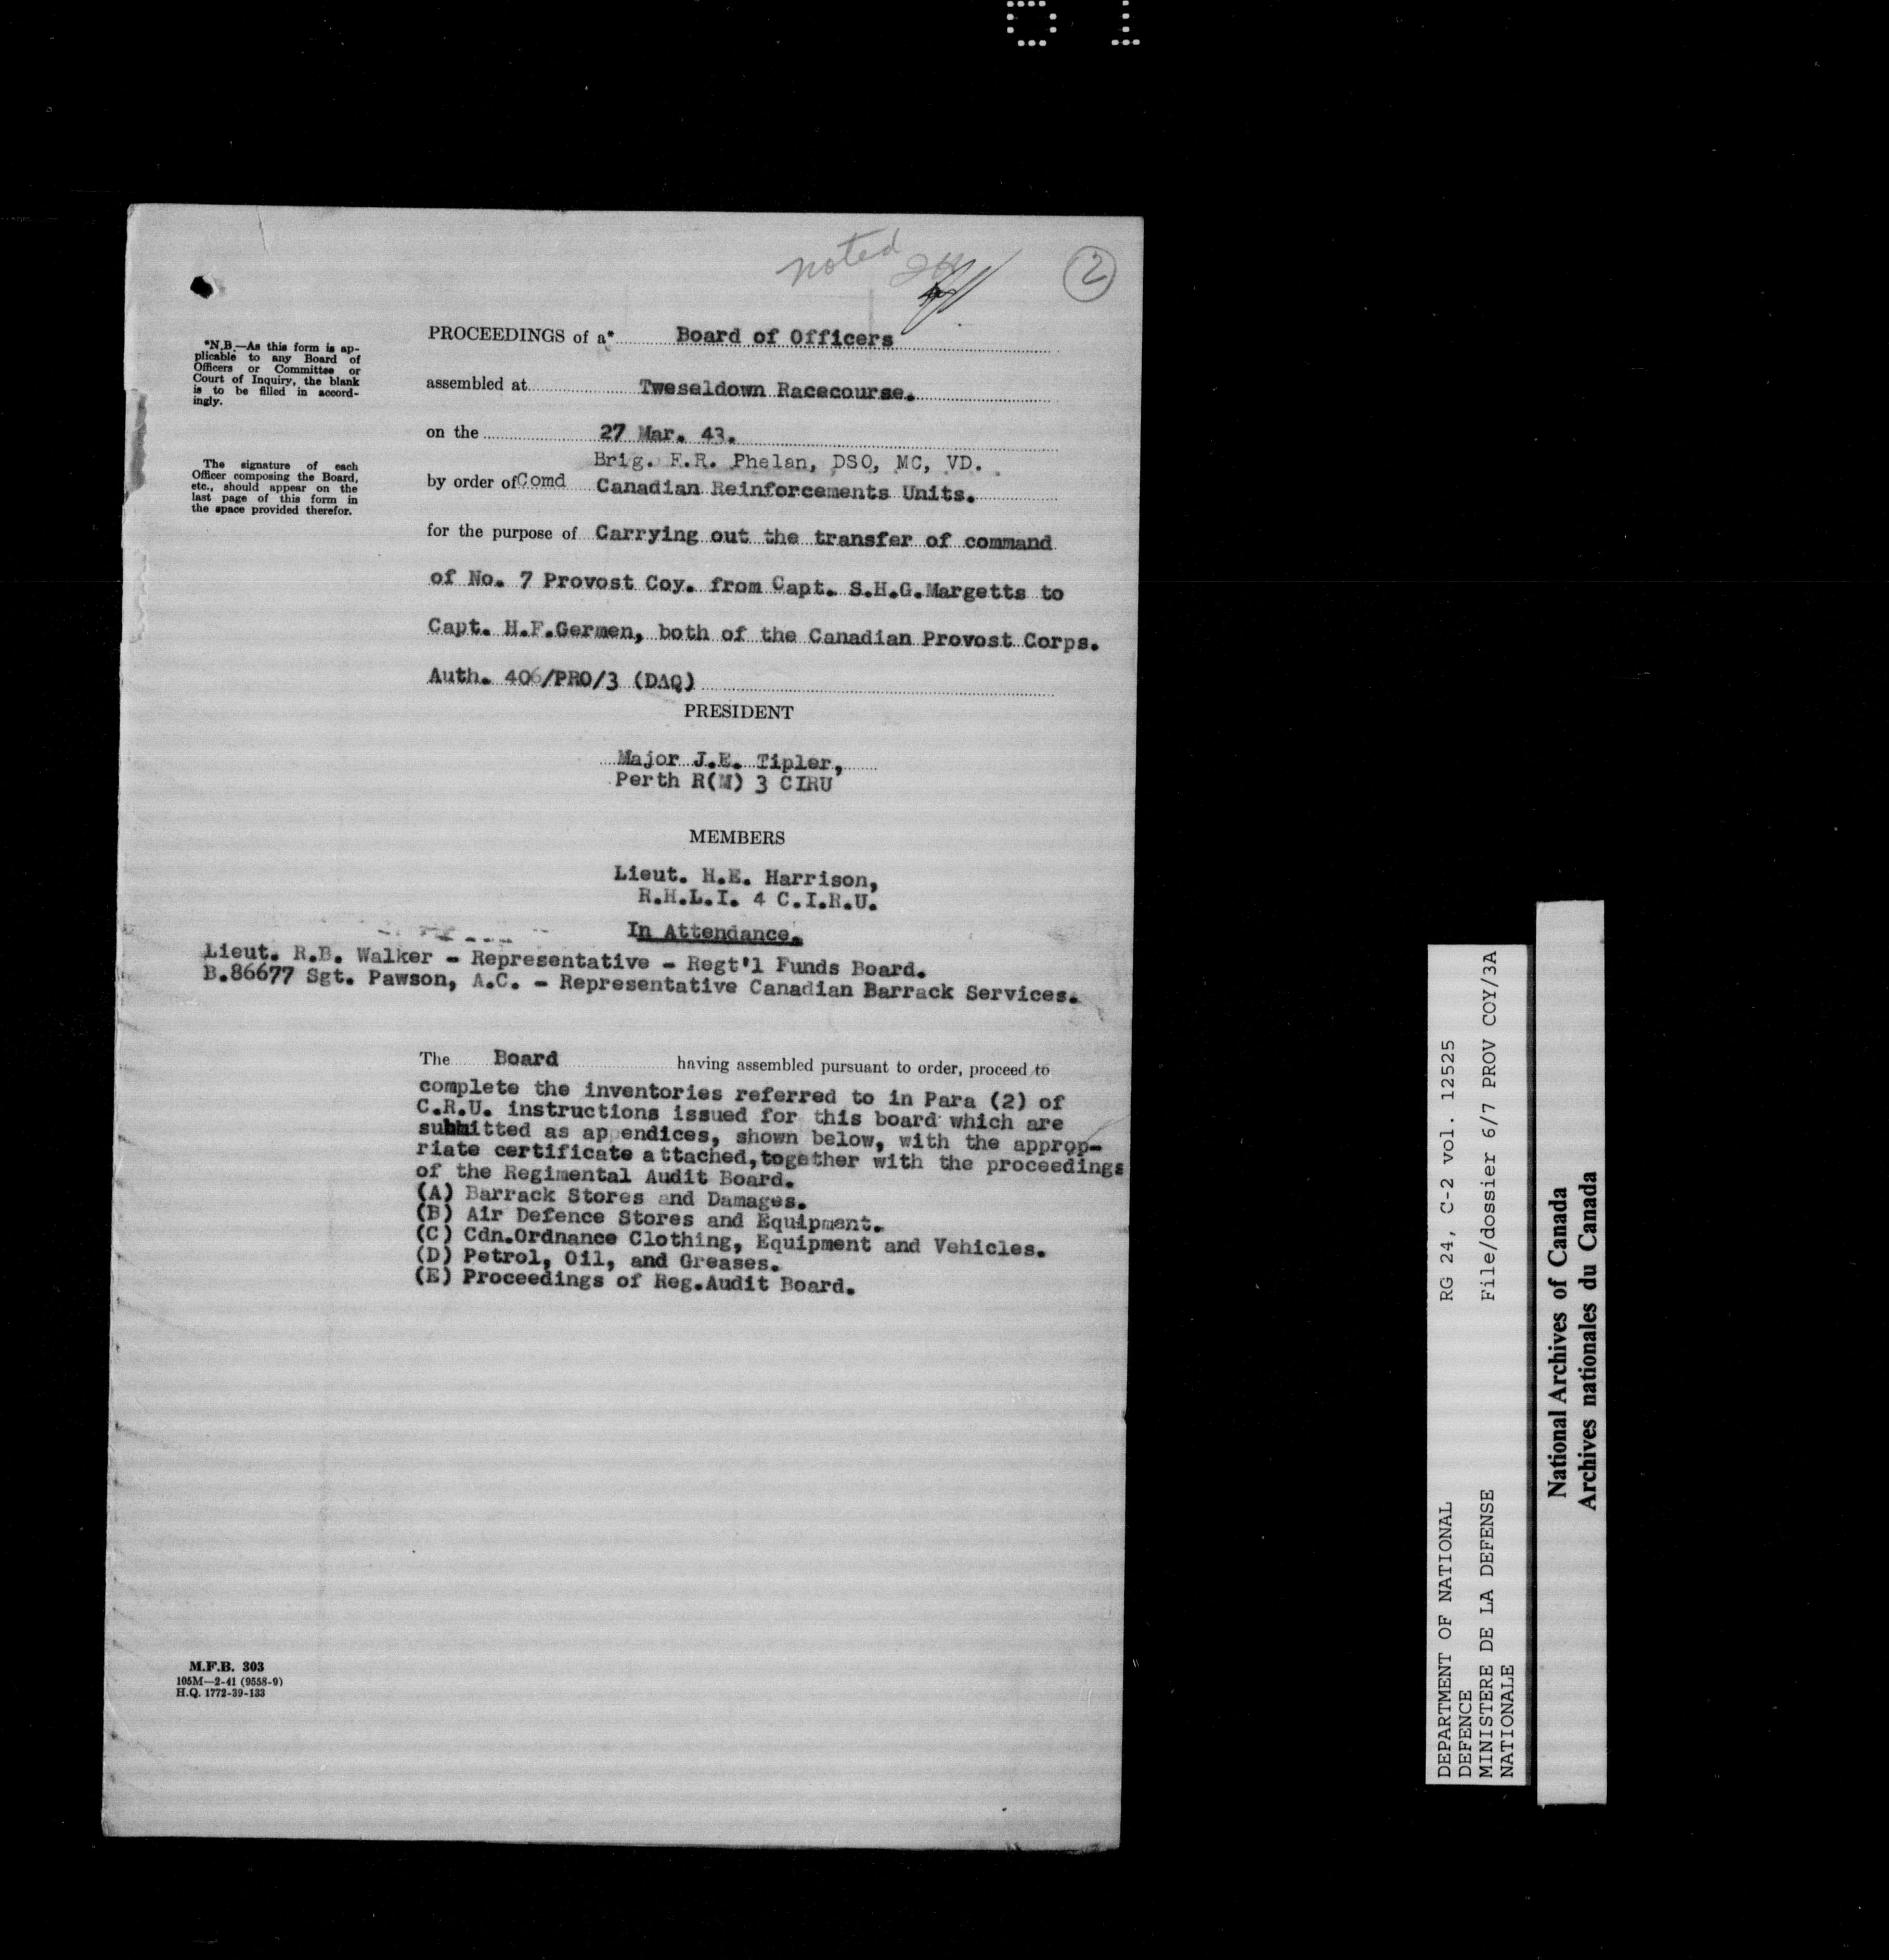 noted
2
PROCEEDINGS of a* Board of Officers
*N.B.—As this form is ap-
plicable to any Board of
Officers or Committee or
Court of Inquiry, the blank
is to be filled in accord-
ingly.
assembled at Tweseldown Racecourse.
on the 27 Mar. 43.
The signature of each
Officer composing the Board,
etc., should appear on the
last page of this form in
the space provided therefor.
Brig. F.R. Phelan, DSO, MC, VD.
by order of Comd Canadian Reinforcements Units.
for the purpose of Carrying out the transfer of command
of No. 7 Provost Coy. from Capt. S.H.G.Margetts to
Capt. H.F.Germen, both of the Canadian Provost Corps.
Auth. 406/PRO/3 (DAQ)
PRESIDENT
Major J.E. Tipler,
Perth R(M) 3 CIRU
MEMBERS
Lieut. H.E. Harrison,
R.H.L.I. 4 C.I.R.U.
In Attendance.
Lieut. R.B. Walker - Representative - Regt'l Funds Board.
B.86677 Sgt. Pawson, A.C. - Representative Canadian Barrack Services.
The Board having assembled pursuant to order, proceed to
complete the inventories referred to in Para (2) of
C.R.U. instructions issued for this board which are
submitted as appendices, shown below, with the approp-
riate certificate attached,together with the proceedings
of the Regimental Audit Board.
(A) Barrack Stores and Damages.
(B) Air Defence Stores and Equipment.
(C) Cdn.Ordnance Clothing, Equipment and Vehicles.
(D) Petrol, Oil, and Greases.
(E) Proceedings of Reg.Audit Board.
M.F.B. 303
105M—2-41 (9558-9)
H.Q. 1772-39-133
DEPARTMENT OF NATIONAL RG 24, C-2 vol. 12525
DEFENCE
MINISTERE DE LA DEFENSE File/dossier 6/7 PROV COY/3A
NATIONALE
National Archives of Canada
Archives nationales du Canada